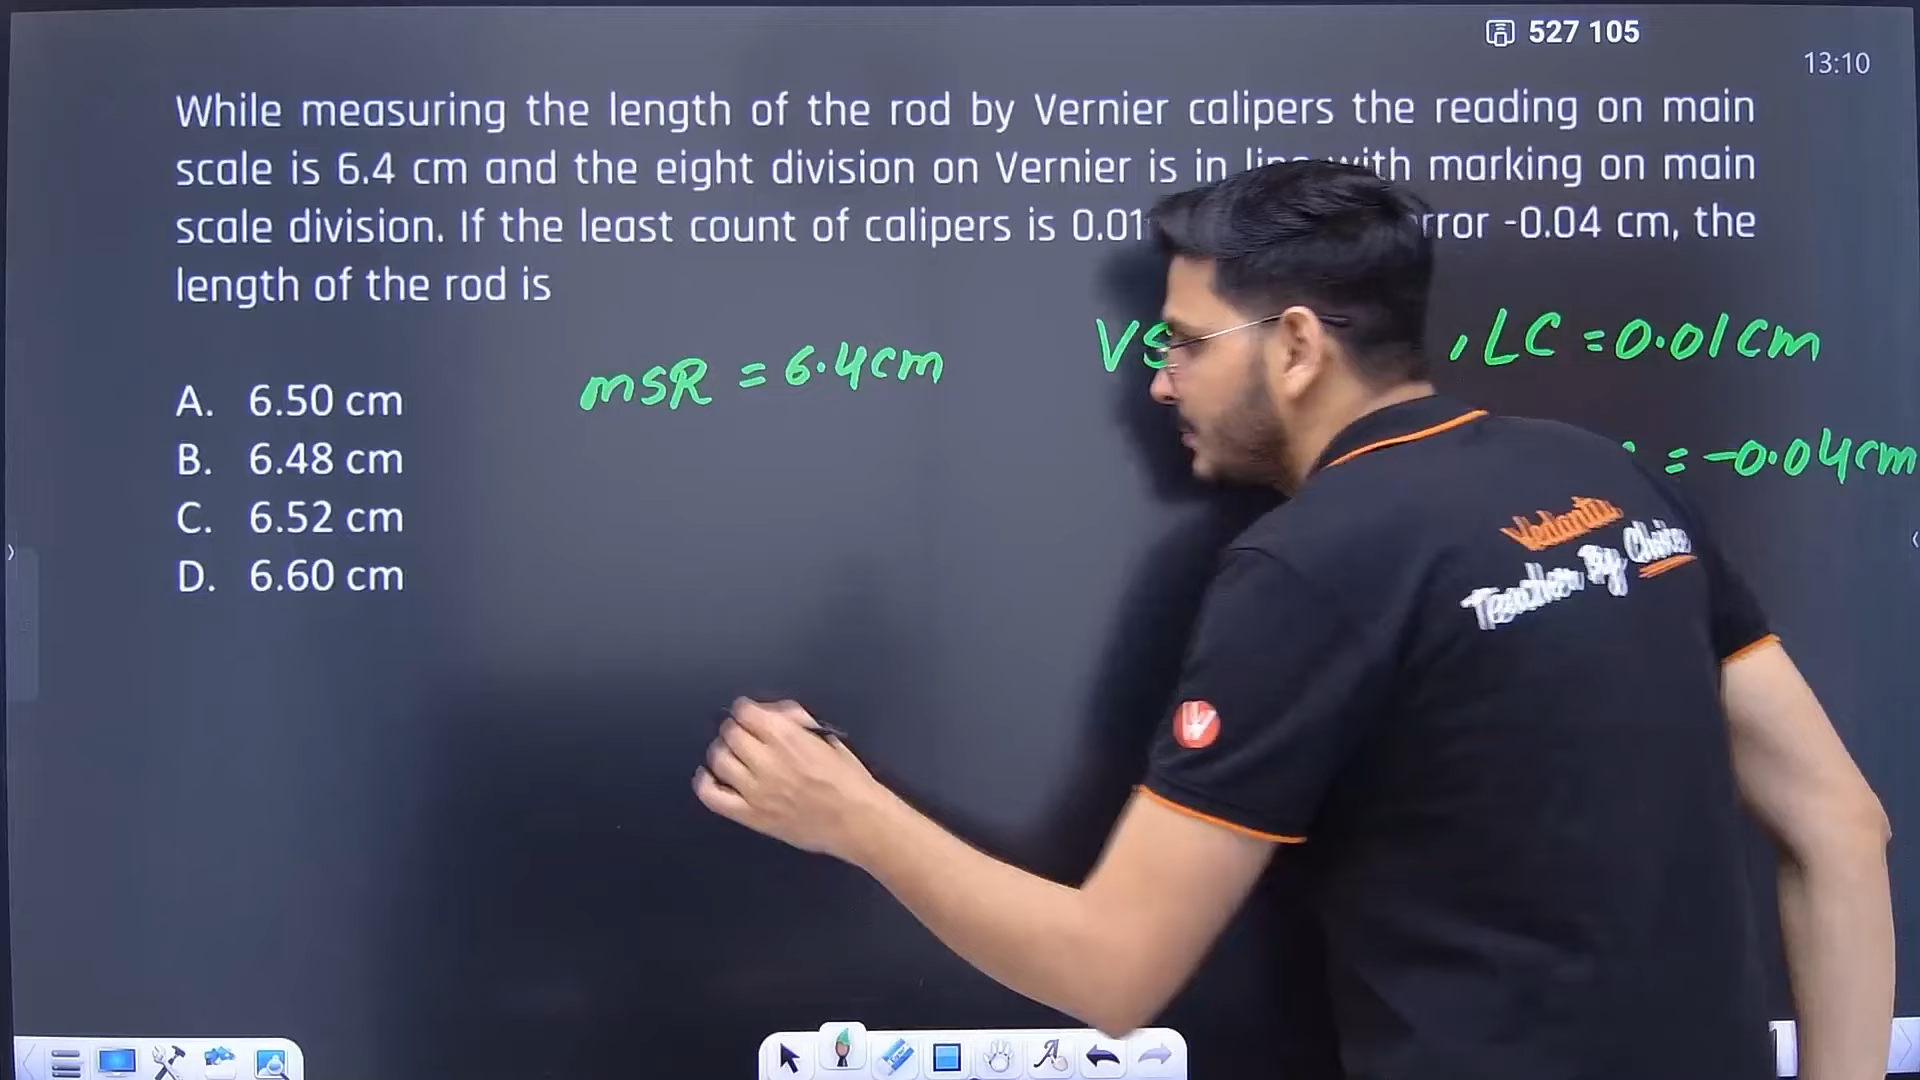 527 105
13:10
While measuring the length of the rod by Vernier calipers the reading on main
scale is 6.4 cm and the eight division on Vernier is in line with marking on main
scale division. If the least count of calipers is 0.01 rror -0.04 cm, the
length of the rod is
VS , LC = 0.01cm
mSR = 6.4cm
A. 6.50 cm
= -0.04cm
B. 6.48 cm
C. 6.52 cm
Vedantu
Teacher By Choice
D. 6.60 cm